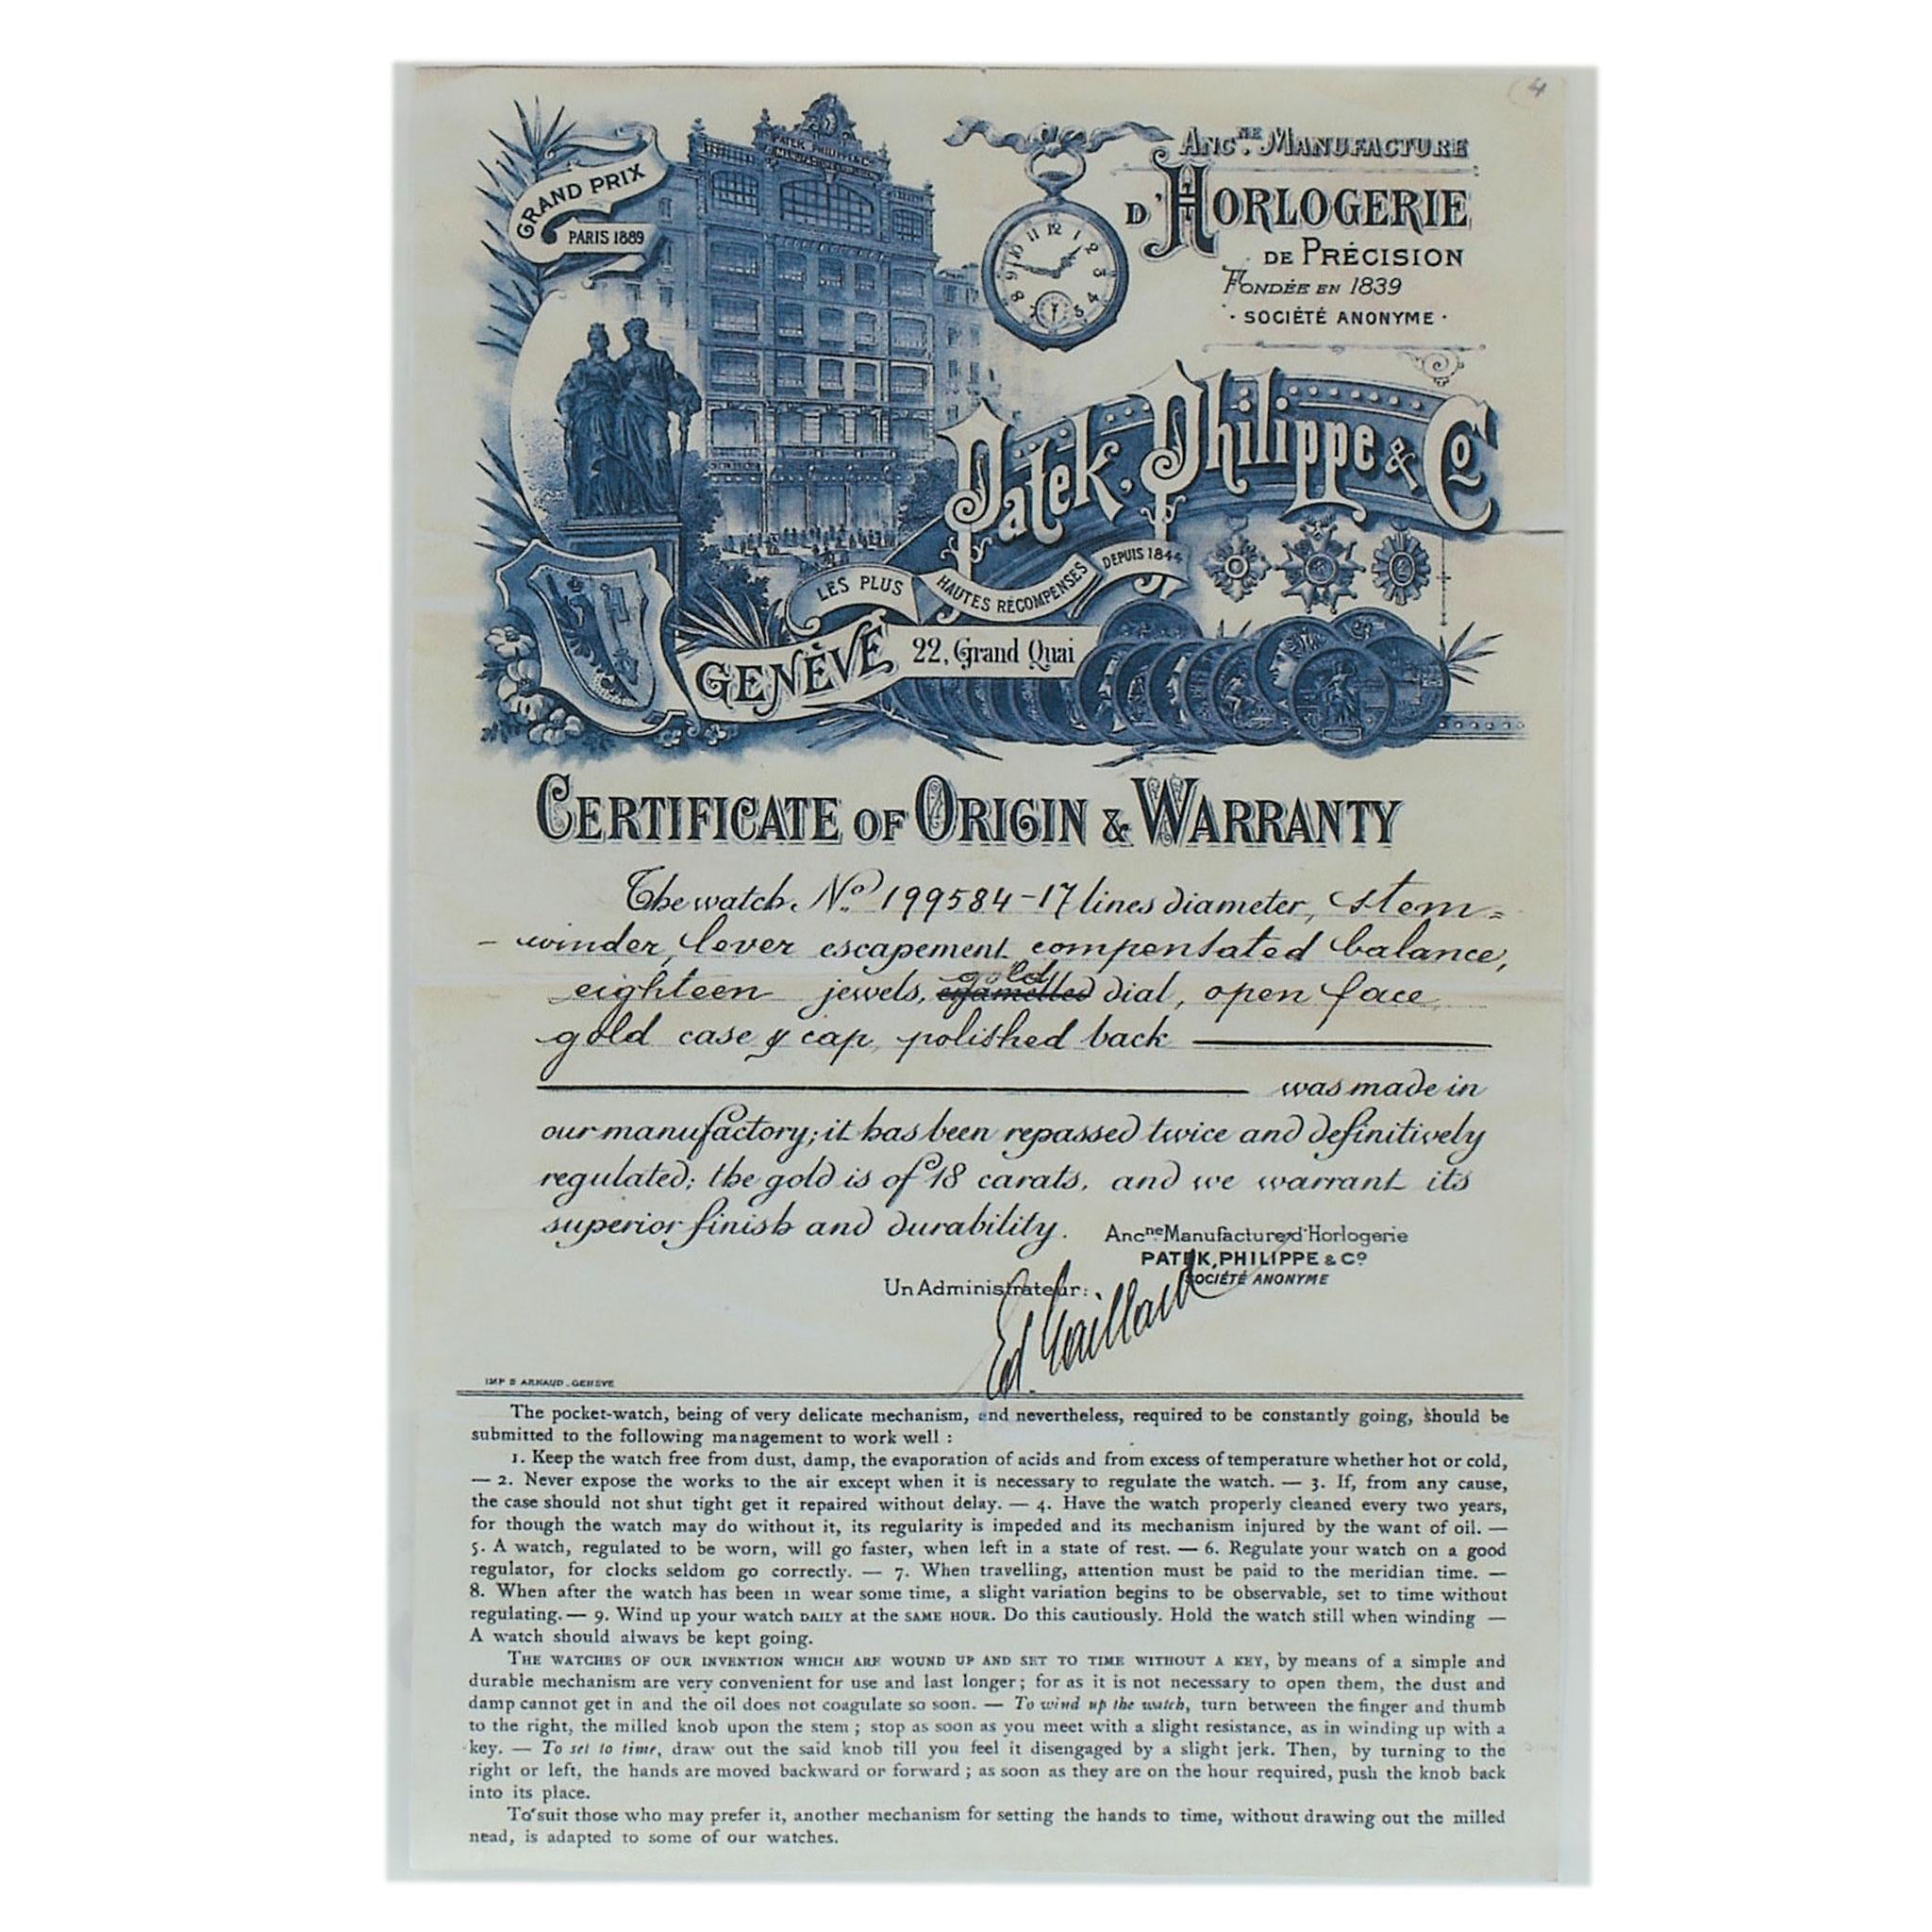 4
GRAND PRIX
PARIS 1889
PATEK, PHILIPPE & Co
ANCNE. MANUFACTURE
D'HORLOGERIE
DE PRÉCISION
FONDÉE EN 1839
· SOCIÉTÉ ANONYME ·
12 1 2 3 4 5 7 8 9 10 11
Patek, Philippe & Co
LES PLUS HAUTES RÉCOMPENSES DEPUIS 1844
GENÈVE 22, Grand Quai
CERTIFICATE OF ORIGIN & WARRANTY
The watch. No. 199584-17 lines diameter, stem=
- winder, lever escapement compensated balance,
eighteen jewels, enamelled gold dial, open face
gold case & cap, polished back
was made in
our manufactory; it has been repassed twice and definitively
regulated; the gold is of 18 carats, and we warrant its
superior finish and durability.
Ancne Manufacture d'Horlogerie
PATEK, PHILIPPE & Co
SOCIÉTÉ ANONYME
Un Administrateur:
Ed. Gaillard
IMP S ARNAUD - GENEVE
The pocket-watch, being of very delicate mechanism, and nevertheless, required to be constantly going, should be
submitted to the following management to work well :
1. Keep the watch free from dust, damp, the evaporation of acids and from excess of temperature whether hot or cold,
— 2. Never expose the works to the air except when it is necessary to regulate the watch. — 3. If, from any cause,
the case should not shut tight get it repaired without delay. — 4. Have the watch properly cleaned every two years,
for though the watch may do without it, its regularity is impeded and its mechanism injured by the want of oil. —
5. A watch, regulated to be worn, will go faster, when left in a state of rest. — 6. Regulate your watch on a good
regulator, for clocks seldom go correctly. — 7. When travelling, attention must be paid to the meridian time. —
8. When after the watch has been in wear some time, a slight variation begins to be observable, set to time without
regulating. — 9. Wind up your watch DAILY at the SAME HOUR. Do this cautiously. Hold the watch still when winding —
A watch should always be kept going.
THE WATCHES OF OUR INVENTION WHICH ARE WOUND UP AND SET TO TIME WITHOUT A KEY, by means of a simple and
durable mechanism are very convenient for use and last longer ; for as it is not necessary to open them, the dust and
damp cannot get in and the oil does not coagulate so soon. — To wind up the watch, turn between the finger and thumb
to the right, the milled knob upon the stem ; stop as soon as you meet with a slight resistance, as in winding up with a
key. — To set to time, draw out the said knob till you feel it disengaged by a slight jerk. Then, by turning to the
right or left, the hands are moved backward or forward ; as soon as they are on the hour required, push the knob back
into its place.
To suit those who may prefer it, another mechanism for setting the hands to time, without drawing out the milled
nead, is adapted to some of our watches.